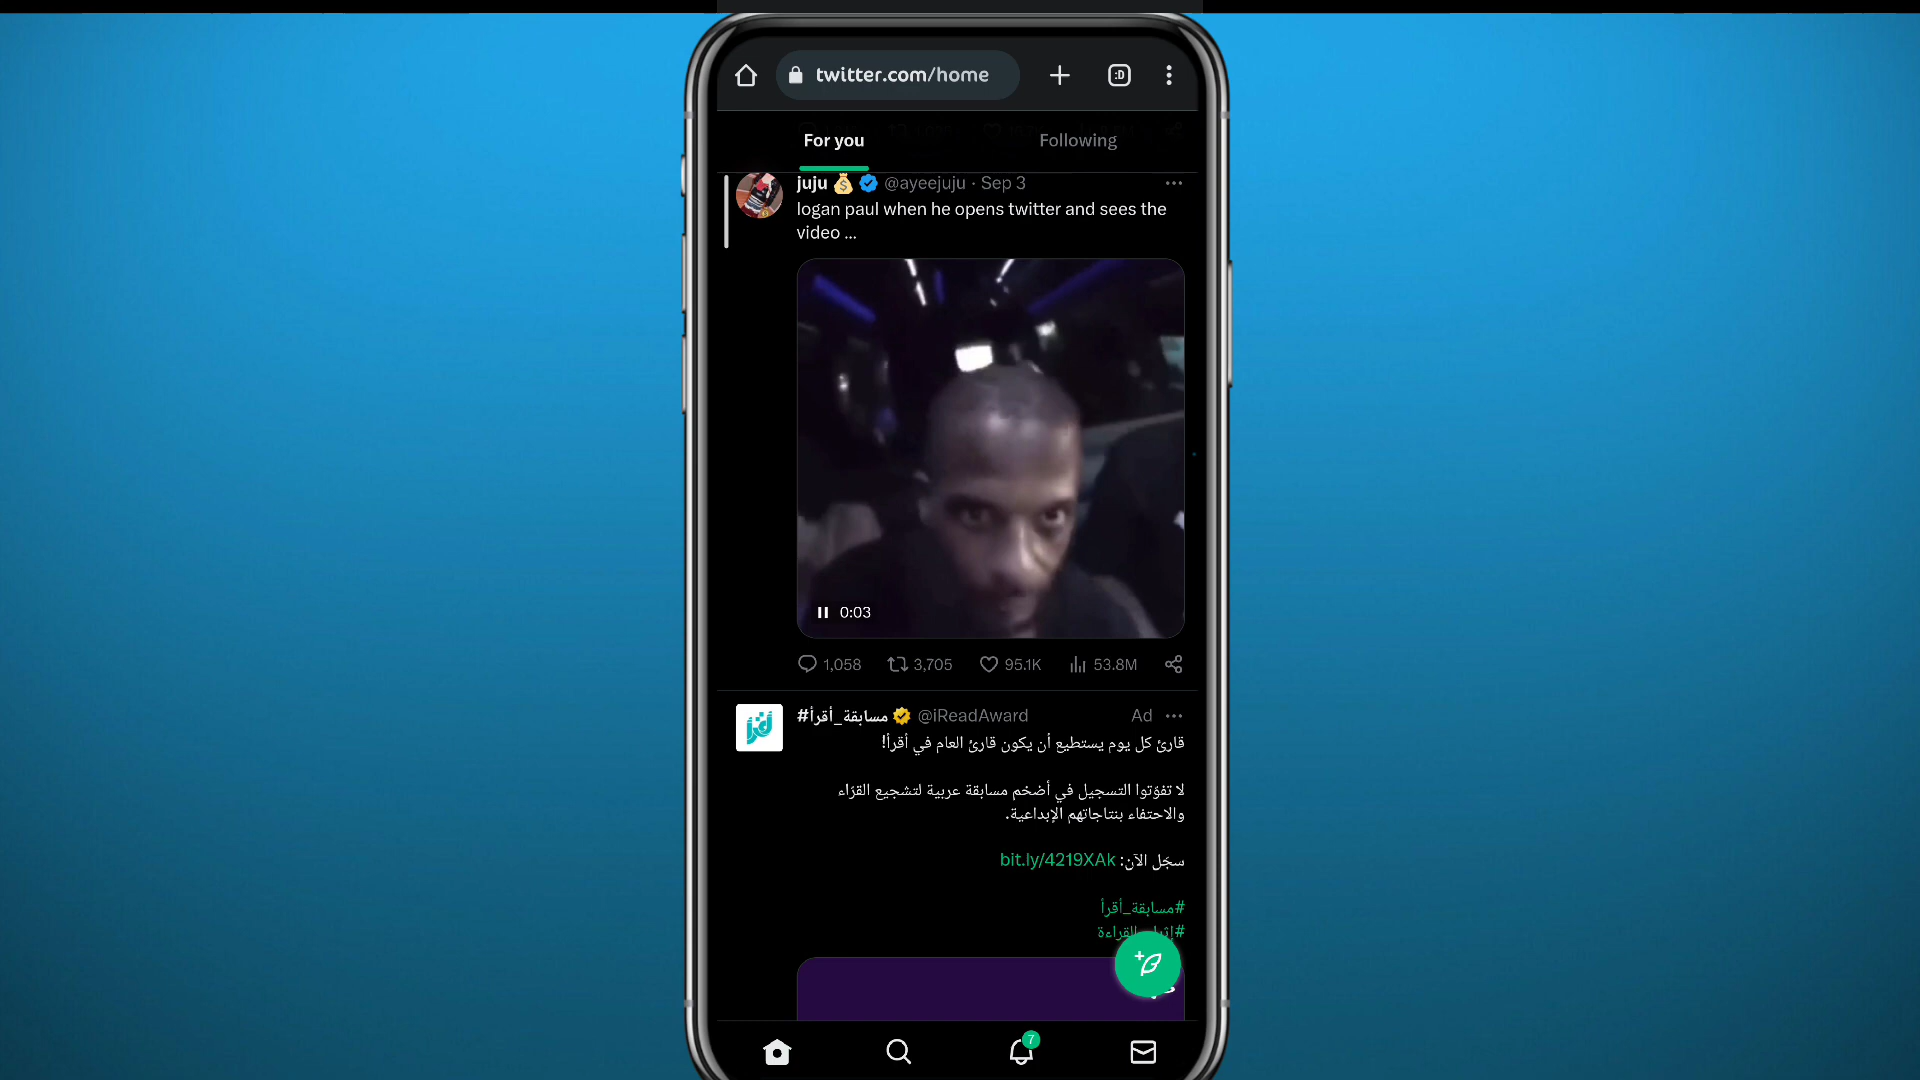 twitter.com/home
:D
For you
Following
juju @ayeejuju · Sep 3
logan paul when he opens twitter and sees the
video ...
0:03
1,058 3,705 95.1K 53.8M
#مسابقة_أقرأ @iReadAward Ad
قارئ كل يوم يستطيع أن يكون قارئ العام في أقرأ!
لا تفوّتوا التسجيل في أضخم مسابقة عربية لتشجيع القرّاء
والاحتفاء بنتاجاتهم الإبداعية.
سجّل الآن: bit.ly/4219XAk
#مسابقة_أقرأ
7